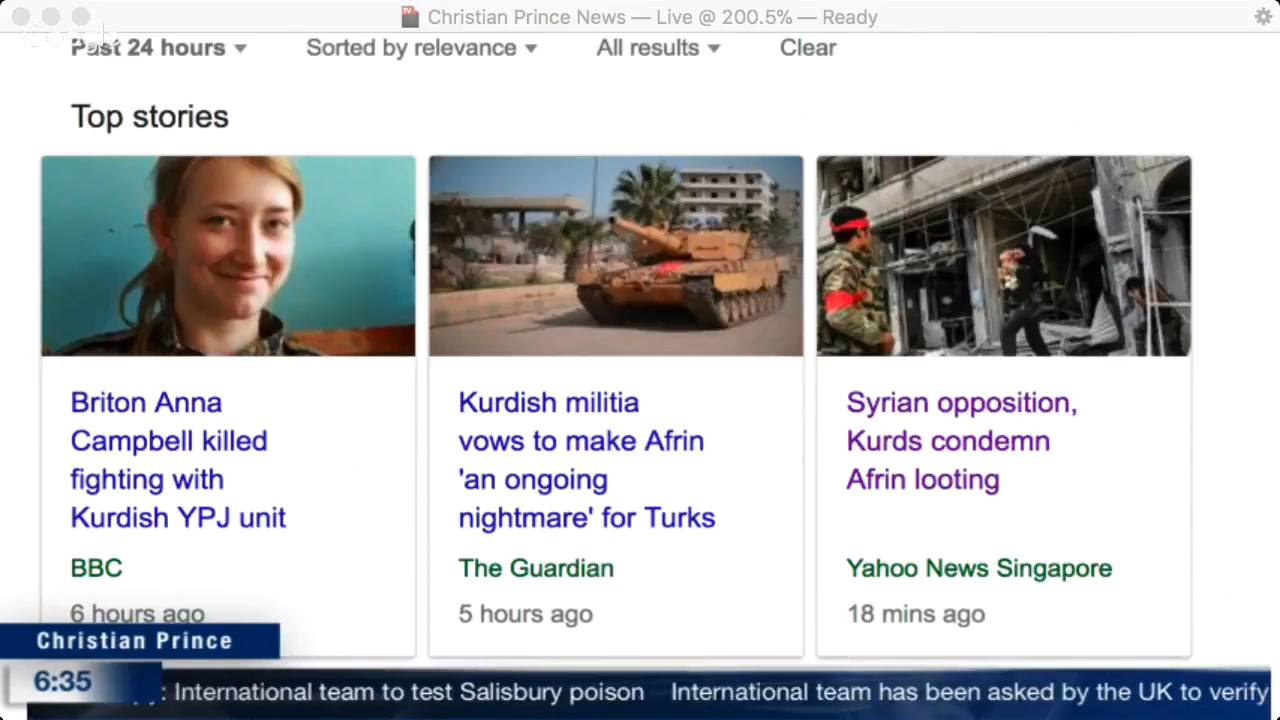 Christian Prince News — Live @ 200.5% — Ready
Past 24 hours
Sorted by relevance
All results
Clear
Top stories
Briton Anna
Campbell killed
fighting with
Kurdish YPJ unit
BBC
6 hours ago
Kurdish militia
vows to make Afrin
'an ongoing
nightmare' for Turks
The Guardian
5 hours ago
Syrian opposition,
Kurds condemn
Afrin looting
Yahoo News Singapore
18 mins ago
Christian Prince
6:35
: International team to test Salisbury poison International team has been asked by the UK to verify